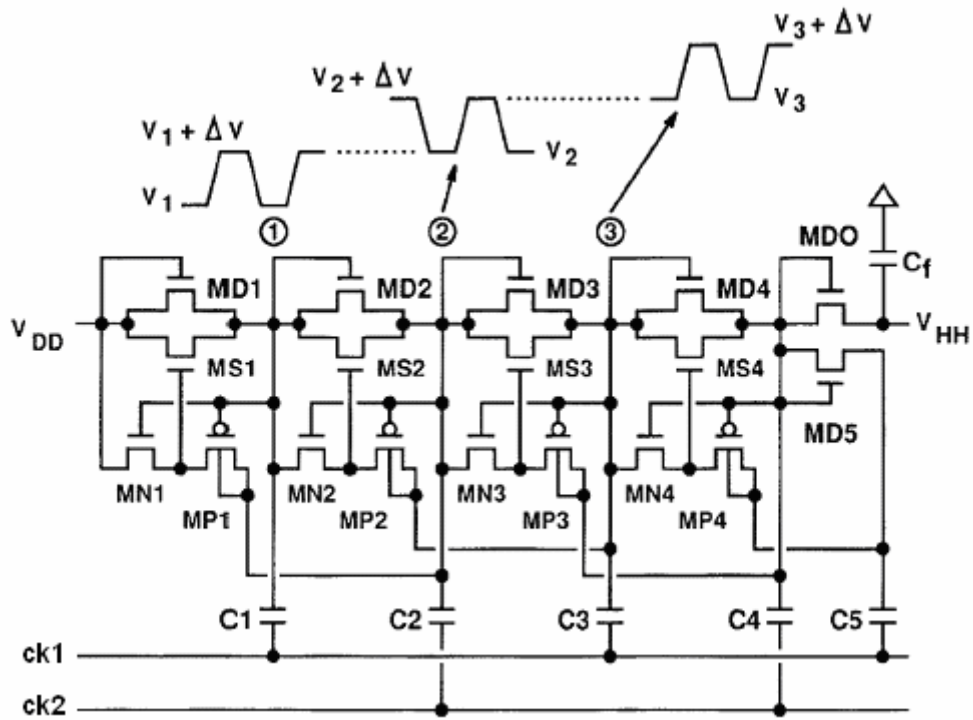 V3 + ΔV
V2 + ΔV
V3
V1 + ΔV
V2
V1
① ② ③
MDO
Cf
MD1 MD2 MD3 MD4
VDD VHH
MS1 MS2 MS3 MS4
MD5
MN1 MN2 MN3 MN4
MP1 MP2 MP3 MP4
C1 C2 C3 C4 C5
ck1
ck2